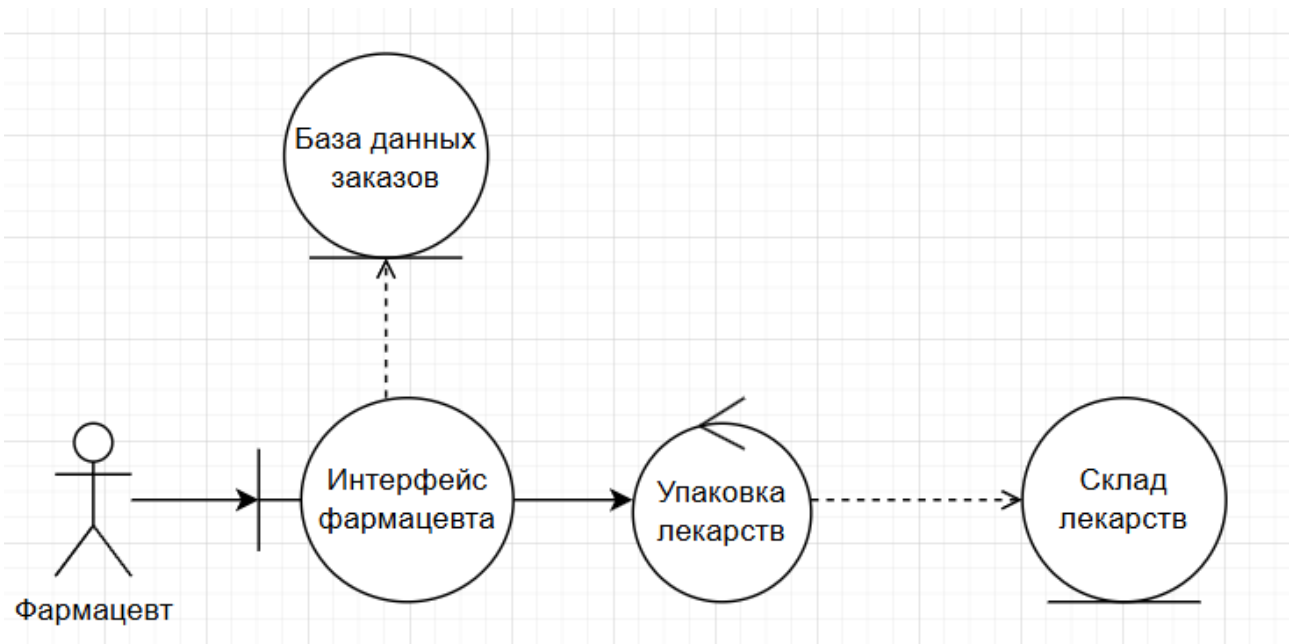 База данных
заказов
Интерфейс
фармацевта
Упаковка
лекарств
Склад
лекарств
Фармацевт